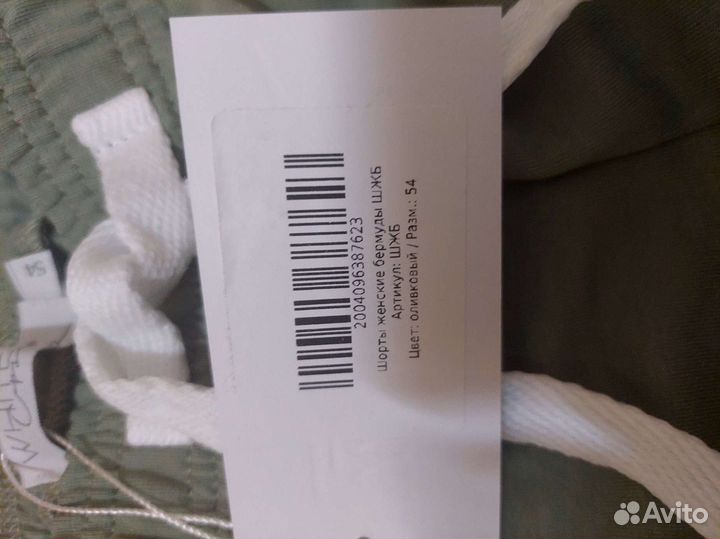 2004096387623
Шорты женские бермуды ШЖБ
Артикул: ШЖБ
Цвет: оливковый / Разм.: 54
Avito